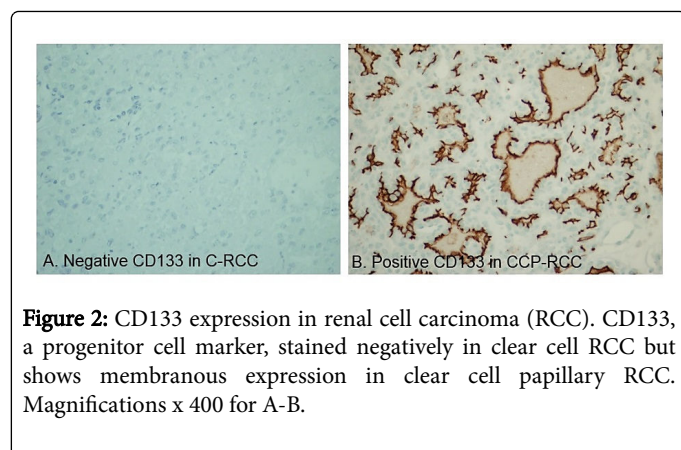 A. Negative CD133 in C-RCC
B. Positive CD133 in CCP-RCC
Figure 2: CD133 expression in renal cell carcinoma (RCC). CD133,
a progenitor cell marker, stained negatively in clear cell RCC but
shows membranous expression in clear cell papillary RCC.
Magnifications x 400 for A-B.